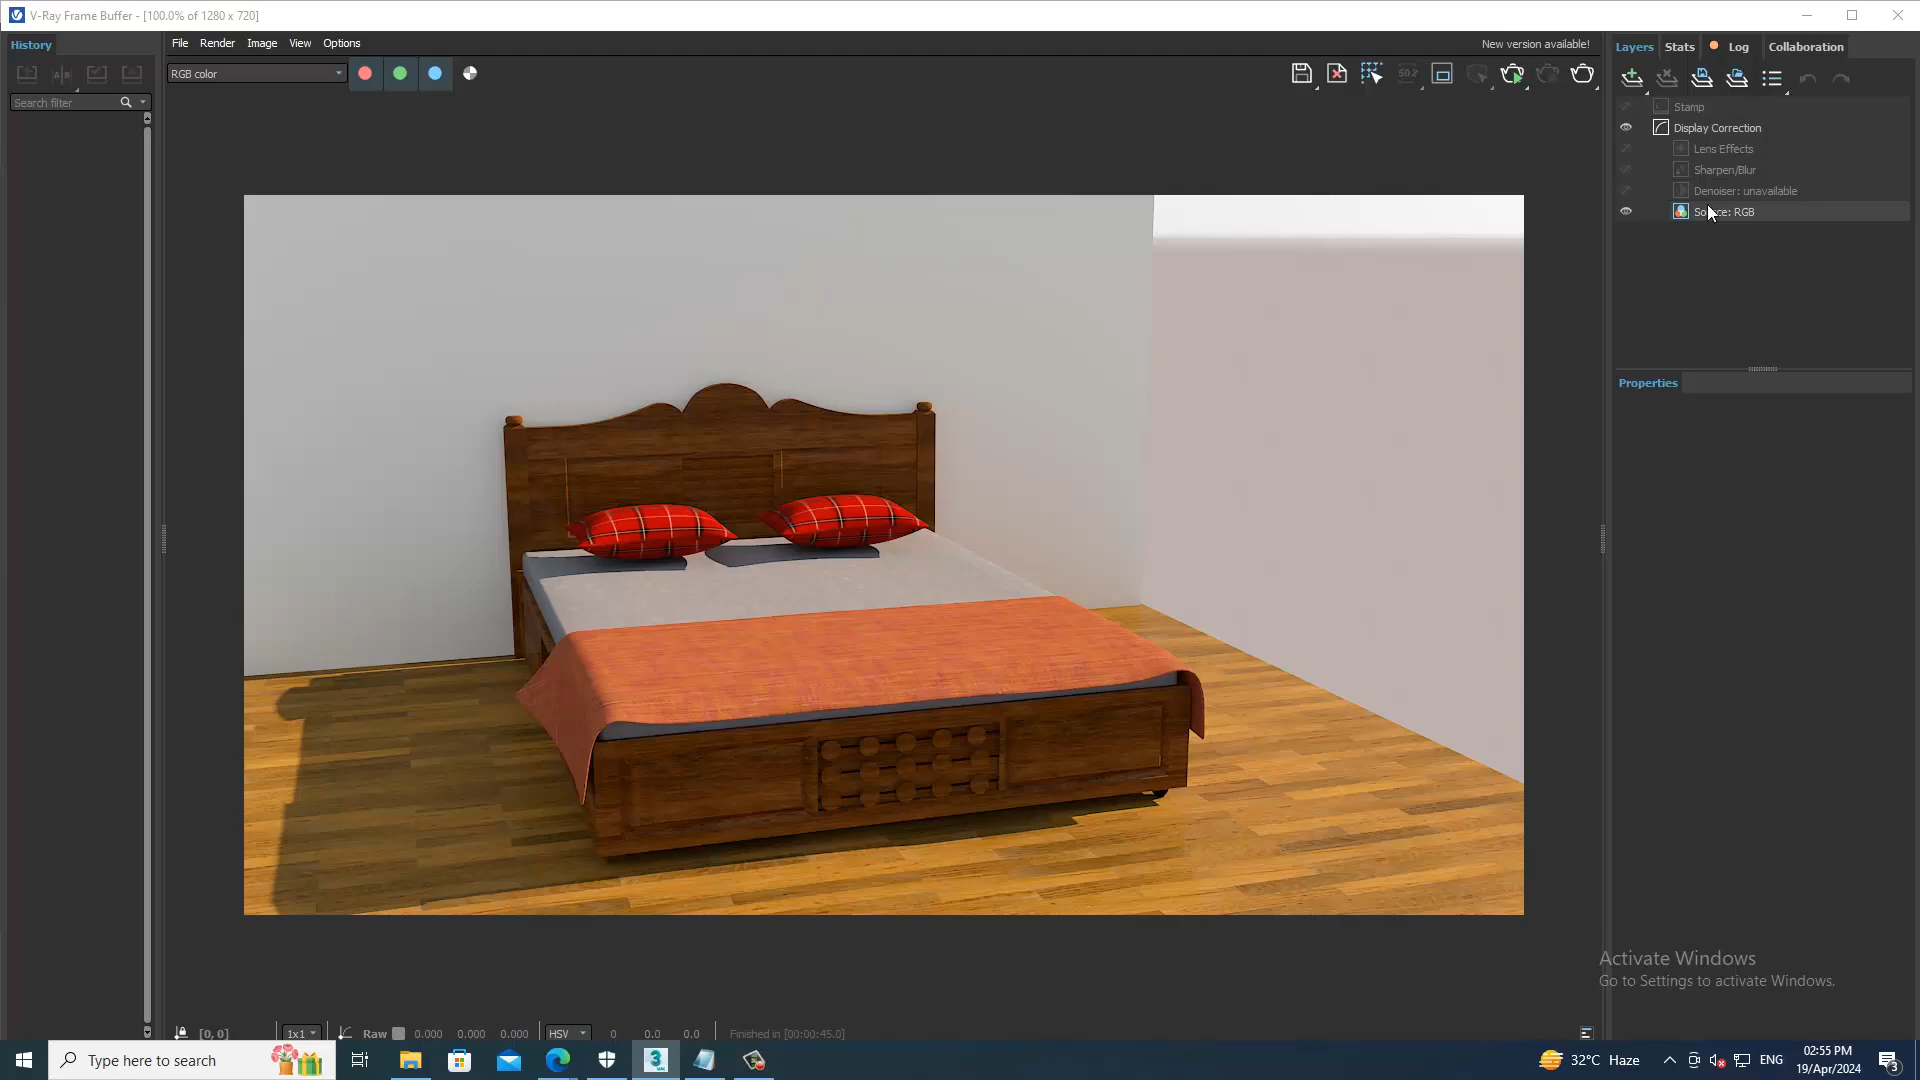 V-Ray Frame Buffer - [100.0% of 1280 x 720]
History
File Render Image View Options
New version available!
Layers Stats Log Collaboration
RGB color
Search filter
Stamp
Display Correction
Lens Effects
Sharpen/Blur
Denoiser: unavailable
RGB
Properties
Activate Windows
Go to Settings to activate Windows.
[0, 0] 1x1 Raw 0.000 0.000 0.000 HSV 0 0.0 0.0 Finished in [00:00:45.0]
Type here to search
32°C Haze
ENG
02:55 PM
19/Apr/2024
3